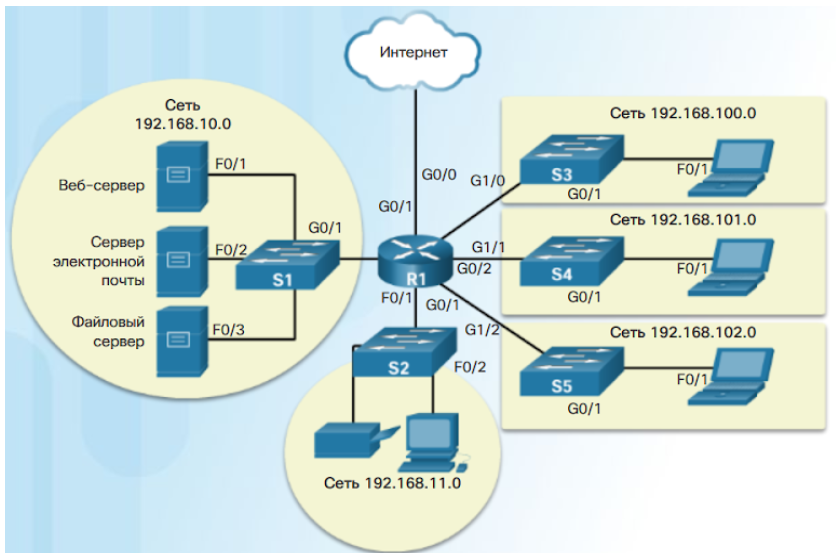 Интернет
Сеть
192.168.10.0
Веб-сервер
F0/1
Сервер
электронной
почты
F0/2
Файловый
сервер
F0/3
G0/1
S1
G0/0
G0/1
G1/0
R1
G1/1
G0/2
F0/1
G0/1
G1/2
S2
F0/2
Сеть 192.168.11.0
Сеть 192.168.100.0
S3
G0/1
F0/1
Сеть 192.168.101.0
S4
G0/1
F0/1
Сеть 192.168.102.0
S5
G0/1
F0/1